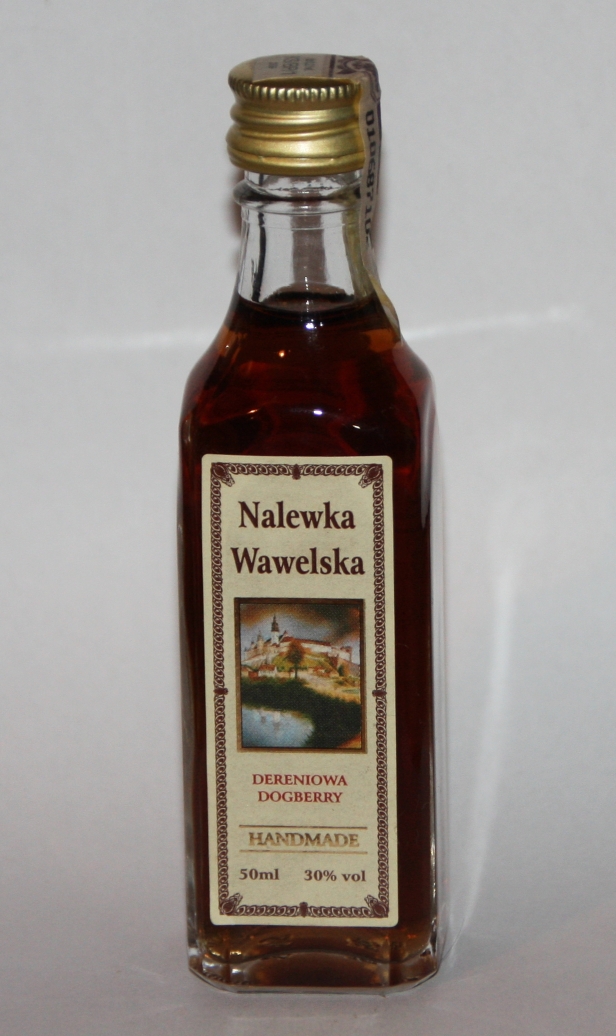 Nalewka
Wawelska
DERENIOWA
DOGBERRY
HANDMADE
50ml 30% vol